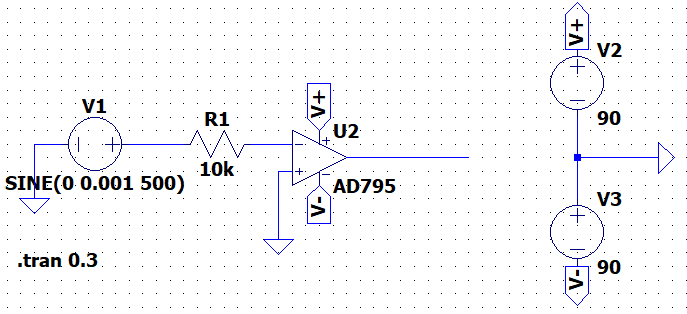 V+
V2
90
V1
R1
V+
U2
10k
SINE(0 0.001 500)
AD795
V-
V3
90
V-
.tran 0.3